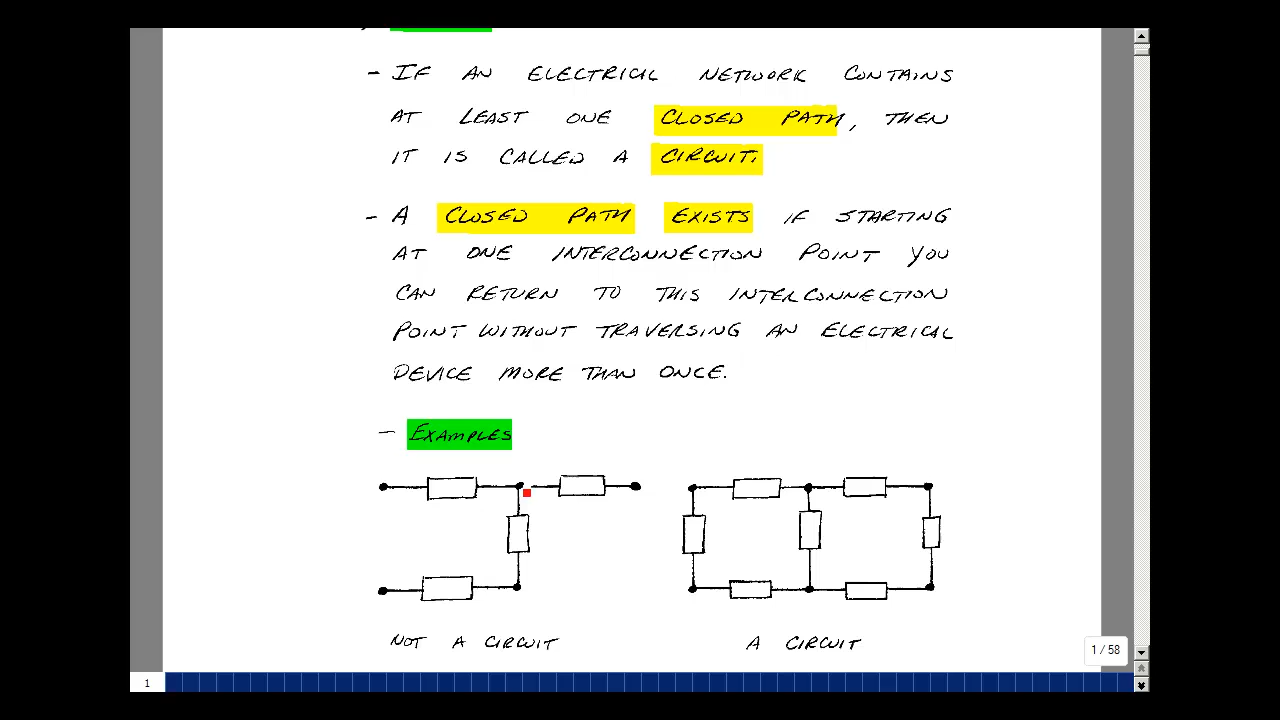 - IF AN ELECTRICAL NETWORK CONTAINS
AT LEAST ONE CLOSED PATH, THEN
IT IS CALLED A CIRCUIT.
- A CLOSED PATH EXISTS IF STARTING
AT ONE INTERCONNECTION POINT YOU
CAN RETURN TO THIS INTERCONNECTION
POINT WITHOUT TRAVERSING AN ELECTRICAL
DEVICE MORE THAN ONCE.
- EXAMPLES
NOT A CIRCUIT
A CIRCUIT
1 / 58
1